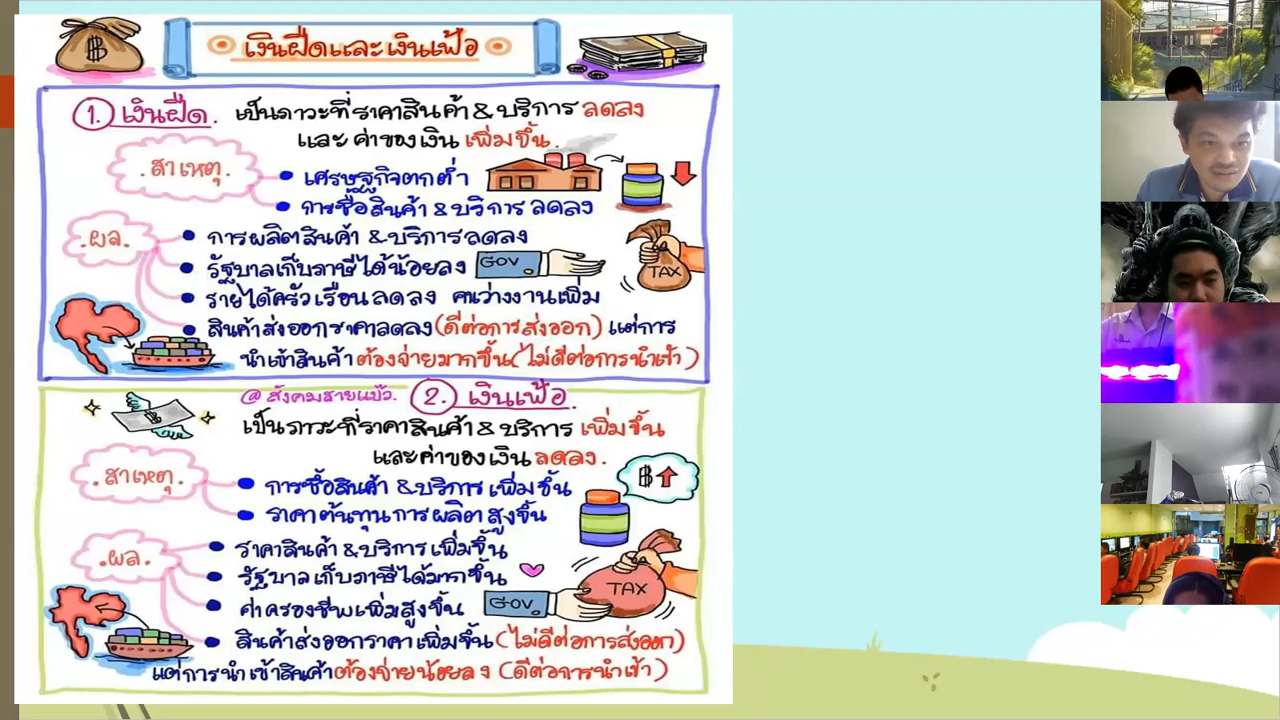 เงินฝืดและเงินเฟ้อ
1. เงินฝืด. เป็นภาวะที่ราคาสินค้า & บริการ ลดลง
และ ค่าของเงิน เพิ่มขึ้น.
สาเหตุ.
เศรษฐกิจตกต่ำ
การซื้อสินค้า & บริการ ลดลง
ผล.
การผลิตสินค้า & บริการลดลง
รัฐบาลเก็บภาษีได้น้อยลง
GOV
TAX
รายได้ครัวเรือนลดลง คนว่างงานเพิ่ม
สินค้าส่งออกราคาลดลง(ดีต่อการส่งออก) แต่การ
นำเข้าสินค้า ต้องจ่ายมากขึ้น(ไม่ดีต่อการนำเข้า)
@ สังคมสายแบ๊ว.
2. เงินเฟ้อ.
เป็นภาวะที่ราคาสินค้า & บริการ เพิ่มขึ้น
และค่าของเงิน ลดลง.
สาเหตุ.
การซื้อสินค้า & บริการ เพิ่มขึ้น
฿
ราคาต้นทุนการผลิตสูงขึ้น
ผล.
ราคาสินค้า & บริการเพิ่มขึ้น
รัฐบาลเก็บภาษีได้มากขึ้น
TAX
GOV.
ค่าครองชีพเพิ่มสูงขึ้น
สินค้าส่งออกราคาเพิ่มขึ้น(ไม่ดีต่อการส่งออก)
แต่การนำเข้าสินค้าต้องจ่ายน้อยลง (ดีต่อการนำเข้า)